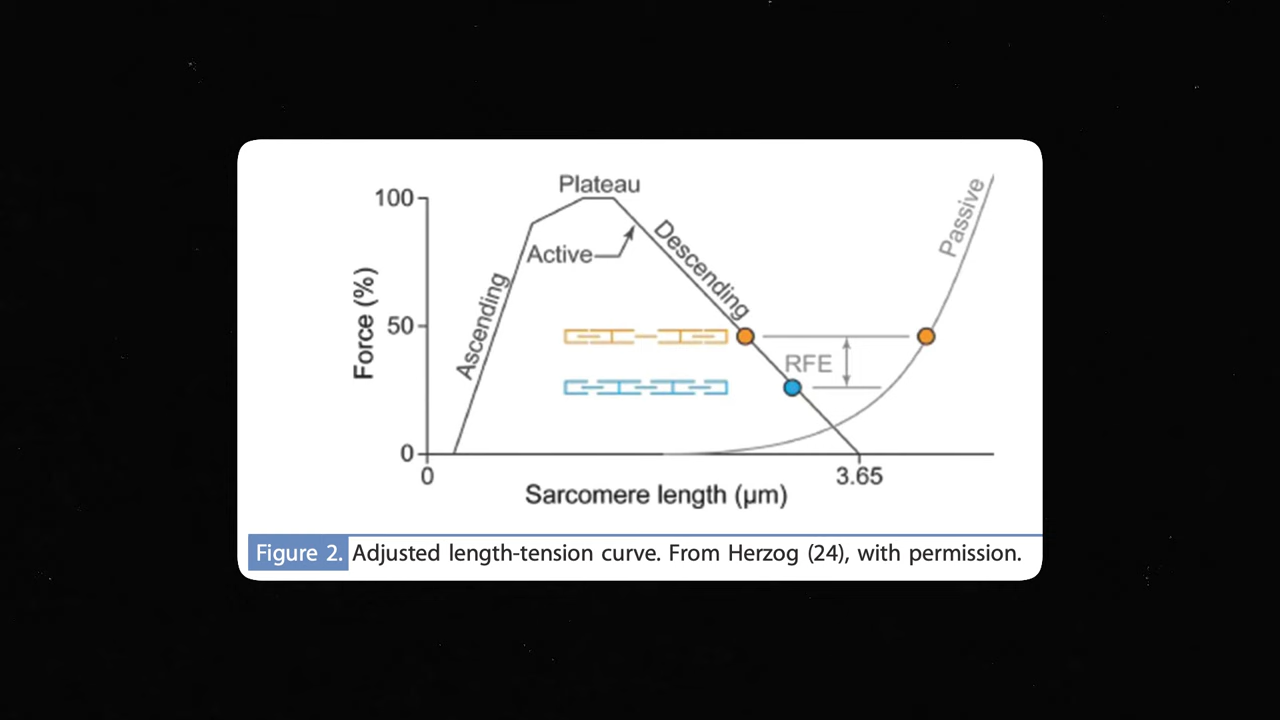 Plateau
100
Active
Descending
Passive
Ascending
Force (%)
50
RFE
0
0
3.65
Sarcomere length (µm)
Figure 2. Adjusted length-tension curve. From Herzog (24), with permission.